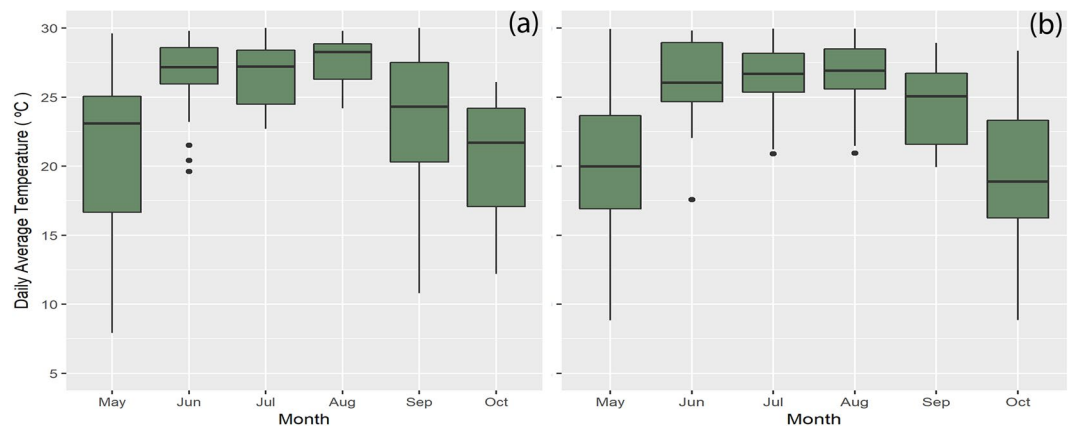 (a)
(b)
Daily Average Temperature ( ºC )
30
25
20
15
10
5
May Jun Jul Aug Sep Oct
Month
May Jun Jul Aug Sep Oct
Month